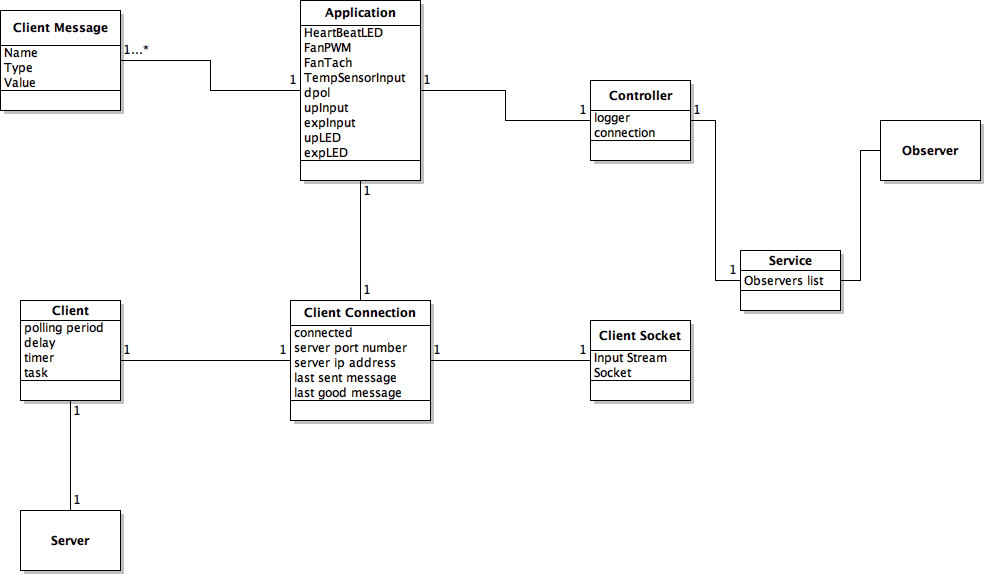 Client Message
Name
Type
Value
1...*
1
Application
HeartBeatLED
FanPWM
FanTach
TempSensorInput
dpol
upInput
expInput
upLED
expLED
1
1
Controller
logger
connection
1
Observer
1
1
Service
Observers list
1
1
Client
polling period
delay
timer
task
1
1
Client Connection
connected
server port number
server ip address
last sent message
last good message
1
1
Client Socket
Input Stream
Socket
1
1
Server